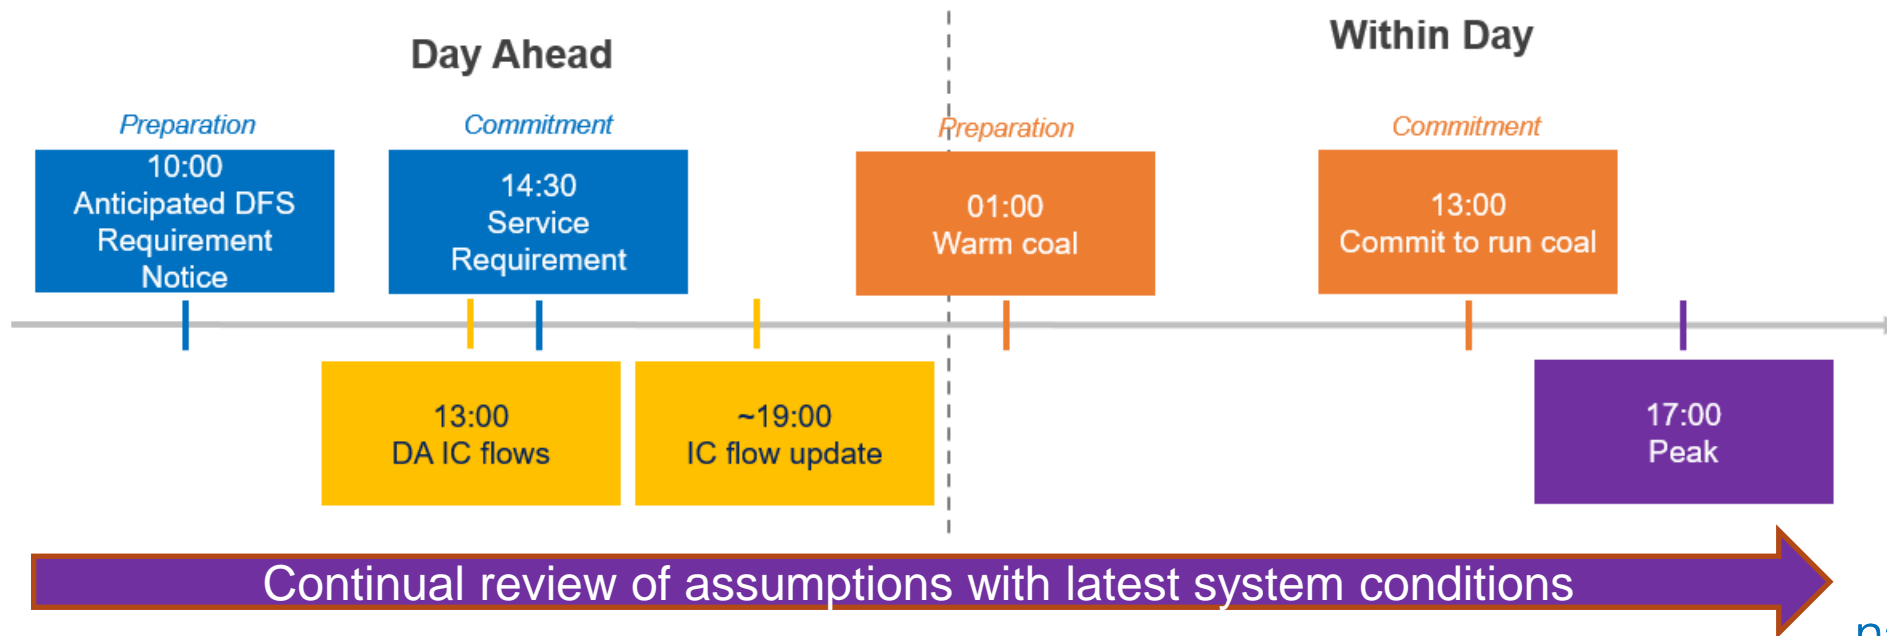 Day Ahead
Within Day
Preparation
Commitment
Preparation
Commitment
10:00
Anticipated DFS
Requirement
Notice
14:30
Service
Requirement
01:00
Warm coal
13:00
Commit to run coal
13:00
DA IC flows
~19:00
IC flow update
17:00
Peak
Continual review of assumptions with latest system conditions